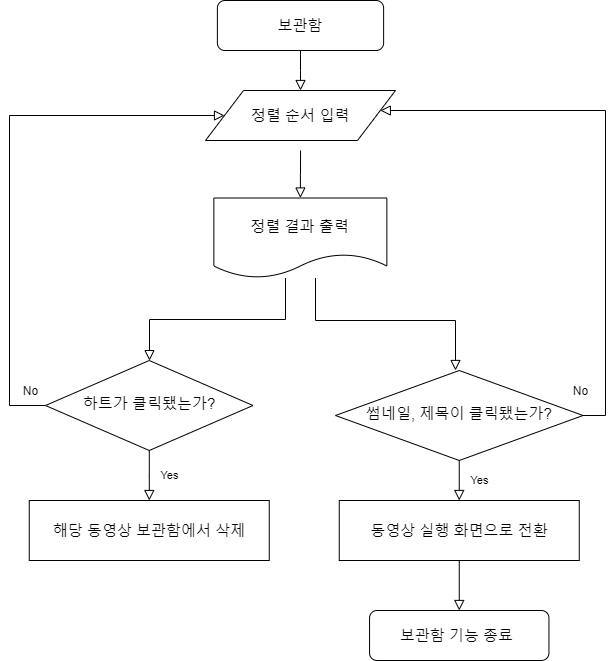 보관함
정렬 순서 입력
정렬 결과 출력
하트가 클릭됐는가?
No
Yes
해당 동영상 보관함에서 삭제
썸네일, 제목이 클릭됐는가?
No
Yes
동영상 실행 화면으로 전환
보관함 기능 종료